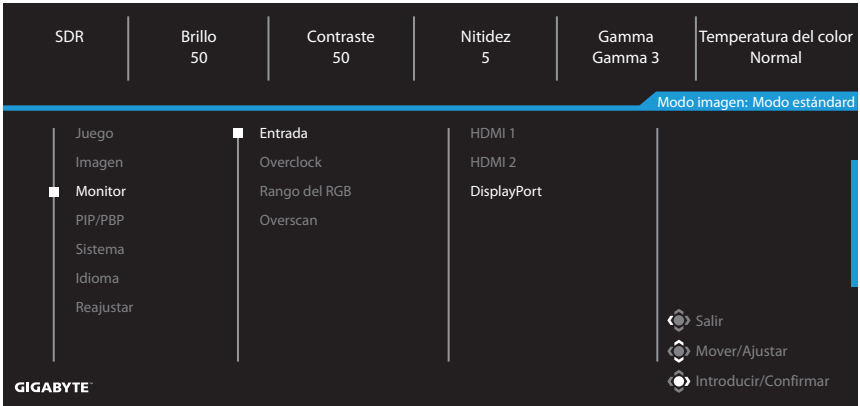 SDR Brillo Contraste Nitidez Gamma Temperatura del color
50 50 5 Gamma 3 Normal
Modo imagen: Modo estándard
Juego Entrada HDMI 1
Imagen Overclock HDMI 2
Monitor Rango del RGB DisplayPort
PIP/PBP Overscan
Sistema
Idioma
Reajustar
Salir
Mover/Ajustar
GIGABYTE™ Introducir/Confirmar